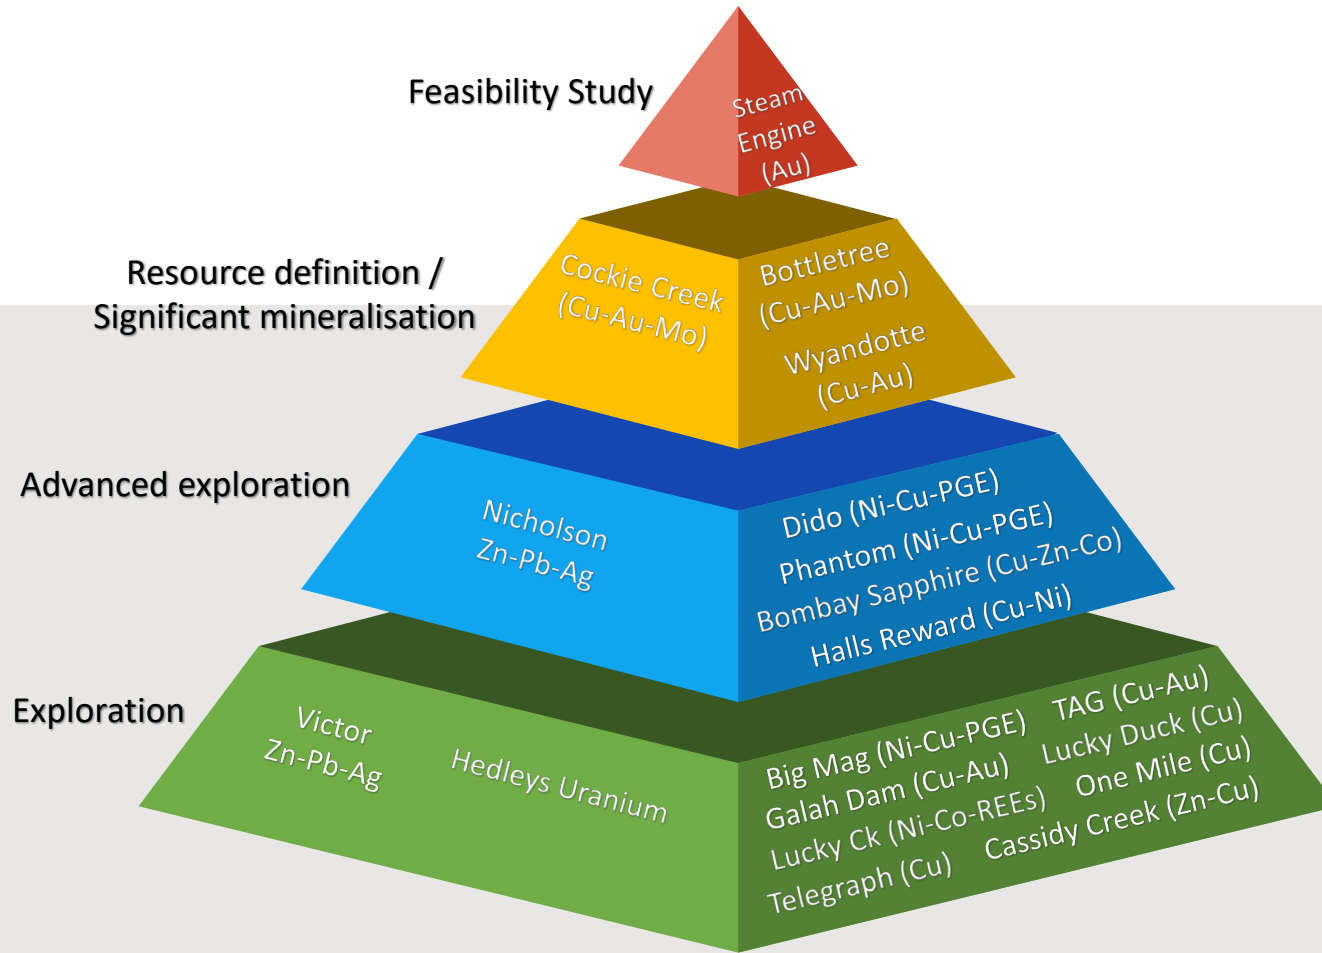 Feasibility Study
Steam
Engine
(Au)
Resource definition /
Significant mineralisation
Cockie Creek
(Cu-Au-Mo)
Bottletree
(Cu-Au-Mo)
Wyandotte
(Cu-Au)
Advanced exploration
Nicholson
Zn-Pb-Ag
Dido (Ni-Cu-PGE)
Phantom (Ni-Cu-PGE)
Bombay Sapphire (Cu-Zn-Co)
Halls Reward (Cu-Ni)
Exploration
Victor
Zn-Pb-Ag
Hedleys Uranium
Big Mag (Ni-Cu-PGE)
Galah Dam (Cu-Au)
Lucky Ck (Ni-Co-REEs)
Telegraph (Cu)
TAG (Cu-Au)
Lucky Duck (Cu)
One Mile (Cu)
Cassidy Creek (Zn-Cu)